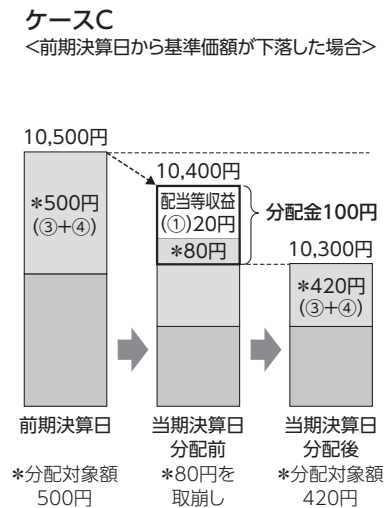 ケースC
<前期決算日から基準価額が下落した場合>
10,500円
10,400円
*500円
(③+④)
配当等収益
(①)20円
*80円
分配金100円
10,300円
*420円
(③+④)
前期決算日
当期決算日
分配前
当期決算日
分配後
*分配対象額
500円
*80円を
取崩し
*分配対象額
420円